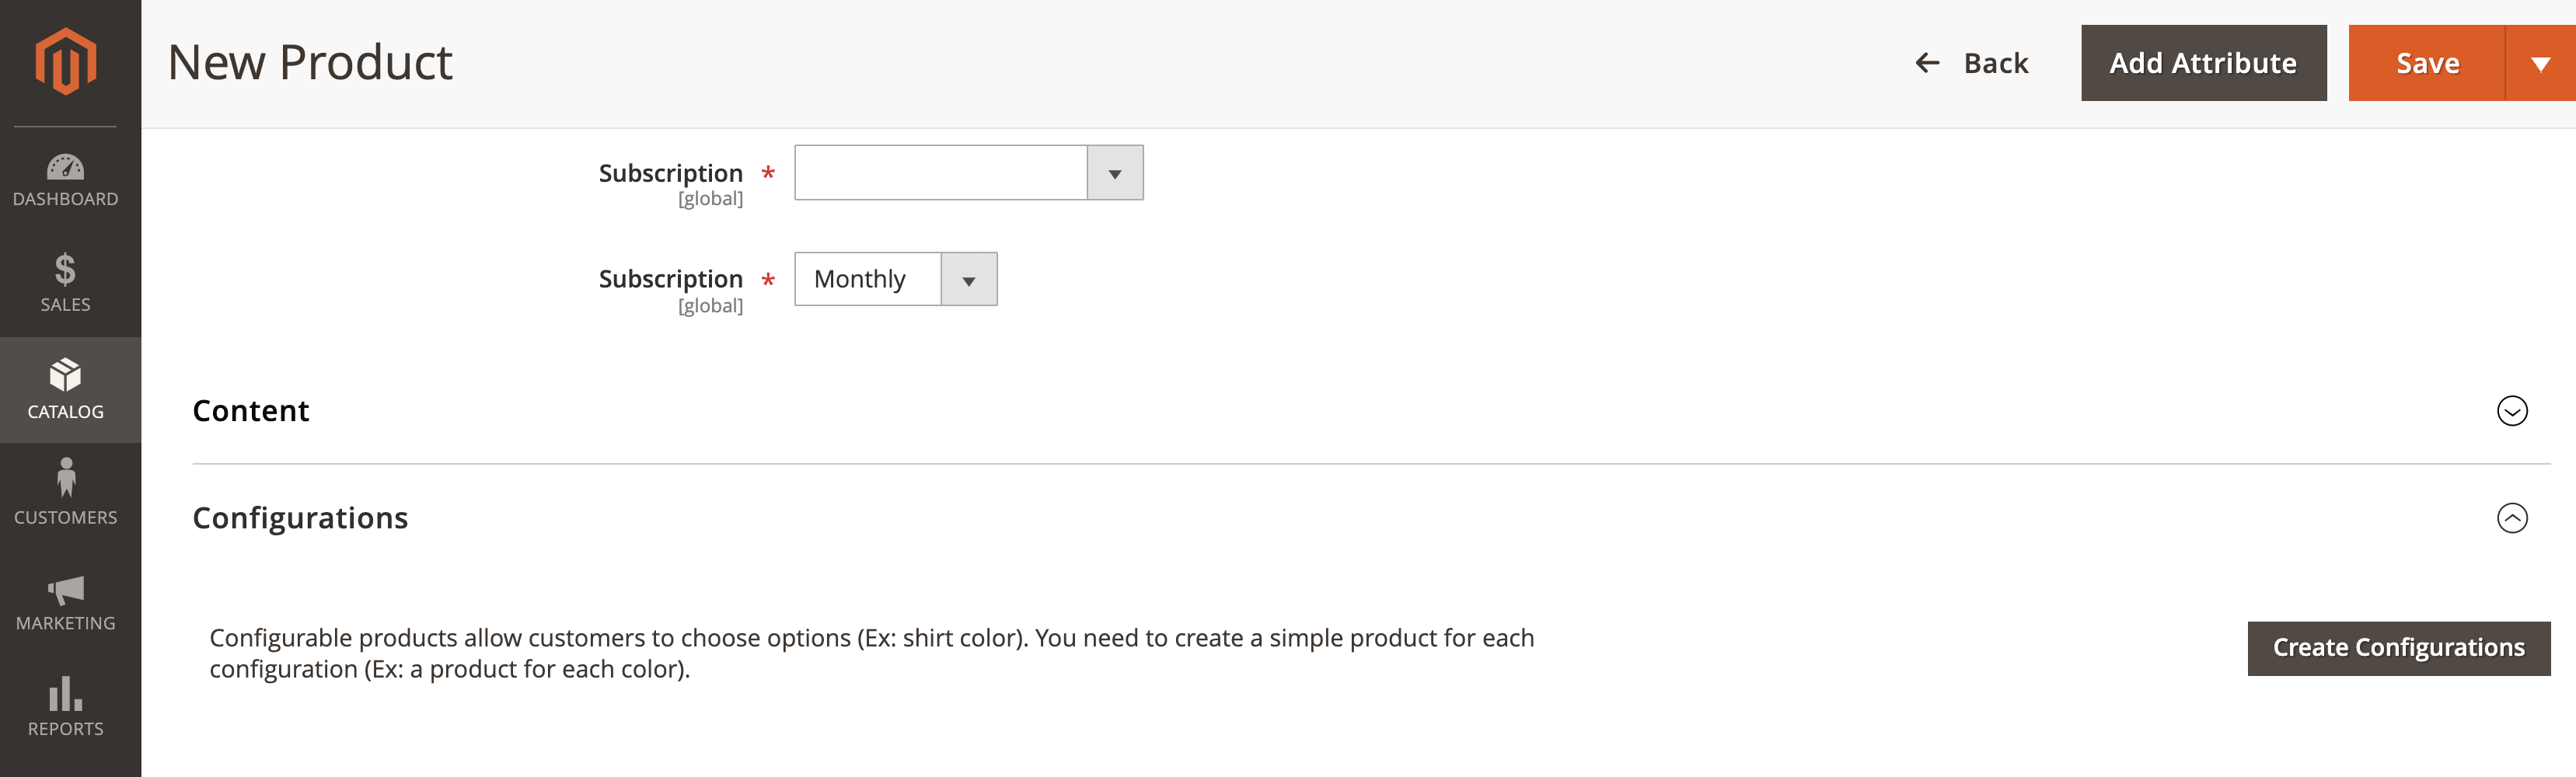 New Product
Back
Add Attribute
Save
DASHBOARD
SALES
CATALOG
CUSTOMERS
MARKETING
REPORTS
Subscription *
[global]
Subscription *
[global]
Monthly
Content
Configurations
Configurable products allow customers to choose options (Ex: shirt color). You need to create a simple product for each
configuration (Ex: a product for each color).
Create Configurations